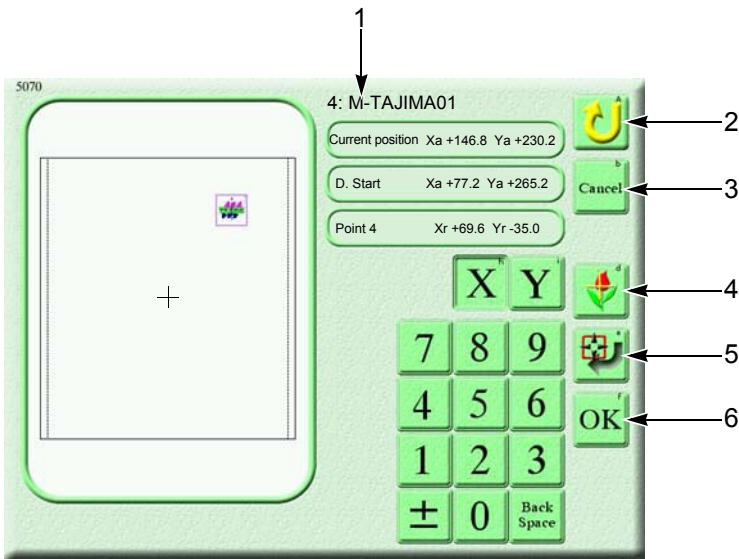 1
5070
4: M-TAJIMA01
Current position Xa +146.8 Ya +230.2
D. Start Xa +77.2 Ya +265.2
Point 4 Xr +69.6 Yr -35.0
A
2
b
Cancel
3
X h Y i
d
4
7 8 9
e
5
4 5 6
f
OK
6
1 2 3
± 0 Back
Space